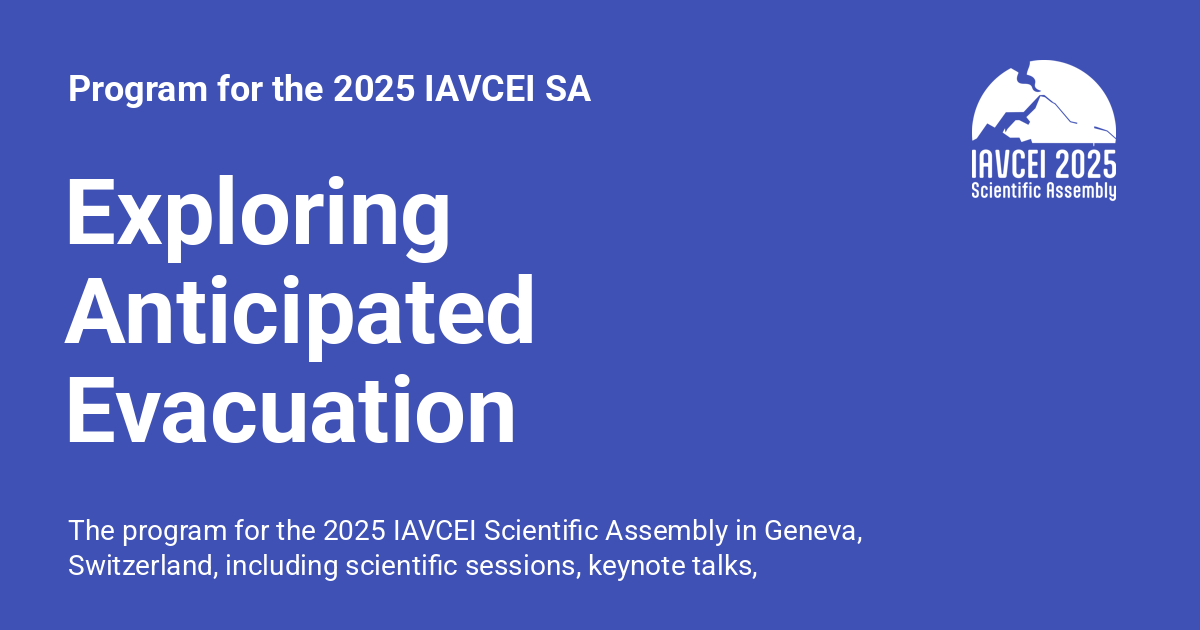 Program for the 2025 IAVCEI SA
IAVCEI 2025
Scientific Assembly
Exploring
Anticipated
Evacuation
The program for the 2025 IAVCEI Scientific Assembly in Geneva,
Switzerland, including scientific sessions, keynote talks,